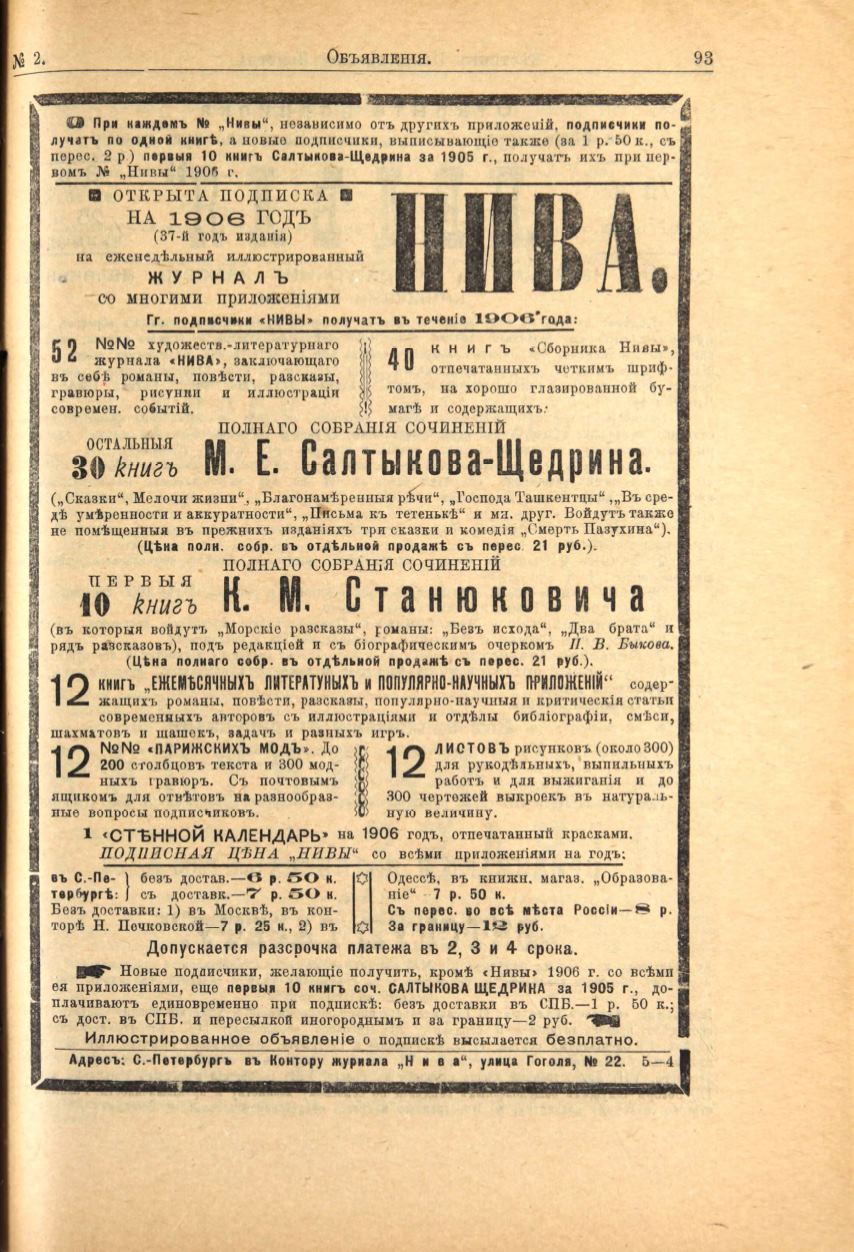 № 2.
Объявленія.
93
При каждомъ № „Нивы“, независимо отъ другихъ приложеній, подписчики по-
лучатъ по одной книгѣ, а новые подписчики, выписывающіе также (за 1 р. 50 к., съ
перес. 2 р) первыя 10 книгъ Салтыкова-Щедрина за 1905 г., получатъ ихъ при пер-
вомъ № „Нивы“ 1906 г.
ОТКРЫТА ПОДПИСКА
НА 1906 ГОДЪ
(37-й годъ изданія)
на еженедѣльный иллюстрированный
ЖУРНАЛЪ
со многими приложеніями
НИВА.
Гг. подписчики «НИВЫ» получатъ въ теченіе 1906 года:
52 №№ художеств.-литературнаго
журнала «НИВА», заключающаго
въ себѣ романы, повѣсти, разсказы,
гравюры, рисунки и иллюстраціи
современ. событій.
40 КНИГЪ «Сборника Нивы»,
отпечатанныхъ четкимъ шриф-
томъ, на хорошо глазированной бу-
магѣ и содержащихъ:
ПОЛНАГО СОБРАНІЯ СОЧИНЕНІЙ
ОСТАЛЬНЫЯ
30 книгъ М. Е. Салтыкова-Щедрина.
(„Сказки“, Мелочи жизни“, „Благонамѣренныя рѣчи“, „Господа Ташкентцы“ ,„Въ сре-
дѣ умѣренности и аккуратности“, „Письма къ тетенькѣ“ и мн. друг. Войдутъ также
не помѣщенныя въ прежнихъ изданіяхъ три сказки и комедія „Смерть Пазухина“).
(Цѣна полн. собр. въ отдѣльной продажѣ съ перес 21 руб.).
ПОЛНАГО СОБРАНІЯ СОЧИНЕНІЙ
ПЕРВЫЯ
10 книгъ К. М. Станюковича
(въ которыя войдутъ „Морскіе разсказы“, романы: „Безъ исхода“, „Два брата“ и
рядъ разсказовъ), подъ редакціей и съ біографическимъ очеркомъ П. В. Быкова.
(Цѣна полнаго собр. въ отдѣльной продажѣ съ перес. 21 руб.).
12 книгъ „ЕЖЕМѢСЯЧНЫХЪ ЛИТЕРАТУНЫХЪ и ПОПУЛЯРНО-НАУЧНЫХЪ ПРИЛОЖЕНІЙ“ содер-
жащихъ романы, повѣсти, разсказы, популярно-научныя и критическія статьи
современныхъ авторовъ съ иллюстраціями и отдѣлы библіографіи, смѣси,
шахматовъ и шашекъ, задачъ и разныхъ игръ.
12 №№ «ПАРИЖСКИХЪ МОДЪ». До
200 столбцовъ текста и 300 мод-
ныхъ гравюръ. Съ почтовымъ
ящикомъ для отвѣтовъ на разнообраз-
ные вопросы подписчиковъ.
12 ЛИСТОВЪ рисунковъ (около 300)
для рукодѣльныхъ, выпильныхъ
работъ и для выжиганія и до
300 чертежей выкроекъ въ натураль-
ную величину.
1 «СТѢННОЙ КАЛЕНДАРЬ» на 1906 годъ, отпечатанный красками.
ПОДПИСНАЯ ЦѢНА „НИВЫ“ со всѣми приложеніями на годъ:
въ С.-Пе-
тербургѣ:
безъ достав.—6 р. 50 к.
съ доставк.—7 р. 50 к.
Безъ доставки: 1) въ Москвѣ, въ кон-
торѣ Н. Печковской—7 р. 25 к., 2) въ
Одессѣ, въ книжн. магаз. „Образова-
ніе“ 7 р. 50 к.
Съ перес. во всѣ мѣста Россіи—8 р.
За границу—12 руб.
Допускается разсрочка платежа въ 2, 3 и 4 срока.
Новые подписчики, желающіе получить, кромѣ «Нивы» 1906 г. со всѣми
ея приложеніями, еще первыя 10 книгъ соч. САЛТЫКОВА ЩЕДРИНА за 1905 г., до-
плачиваютъ единовременно при подпискѣ: безъ доставки въ СПБ.—1 р. 50 к.;
съ дост. въ СПБ. и пересылкой иногороднымъ и за границу—2 руб.
Иллюстрированное объявленіе о подпискѣ высылается безплатно.
Адресъ: С.-Петербургъ въ Контору журнала „Нива“, улица Гоголя, № 22. 5—4